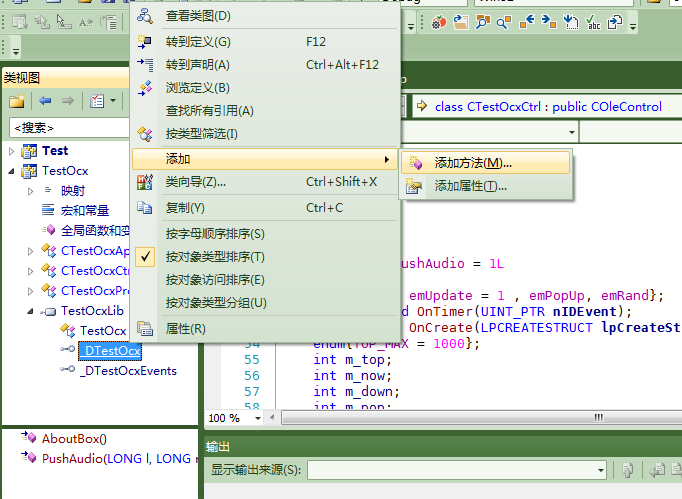 查看类图(D)
转到定义(G) F12
转到声明(A) Ctrl+Alt+F12
浏览定义(B)
查找所有引用(A)
按类型筛选(I)
添加
类向导(Z)... Ctrl+Shift+X
复制(Y) Ctrl+C
按字母顺序排序(S)
按对象类型排序(T)
按对象访问排序(E)
按对象类型分组(U)
属性(R)
添加方法(M)...
添加属性(T)...
类视图
<搜索>
Test
TestOcx
映射
宏和常量
全局函数和变
CTestOcxAp
CTestOcxCtr
CTestOcxPro
TestOcxLib
TestOcx
_DTestOcx
_DTestOcxEvents
AboutBox()
PushAudio(LONG l, LONG r
class CTestOcxCtrl : public COleControl
ushAudio = 1L
emUpdate = 1 , emPopUp, emRand};
d OnTimer(UINT_PTR nIDEvent);
OnCreate(LPCREATESTRUCT lpCreateSt
54 enum{TOP_MAX = 1000};
55 int m_top;
56 int m_now;
57 int m_down;
58 int m_pop;
100 %
输出
显示输出来源(S):